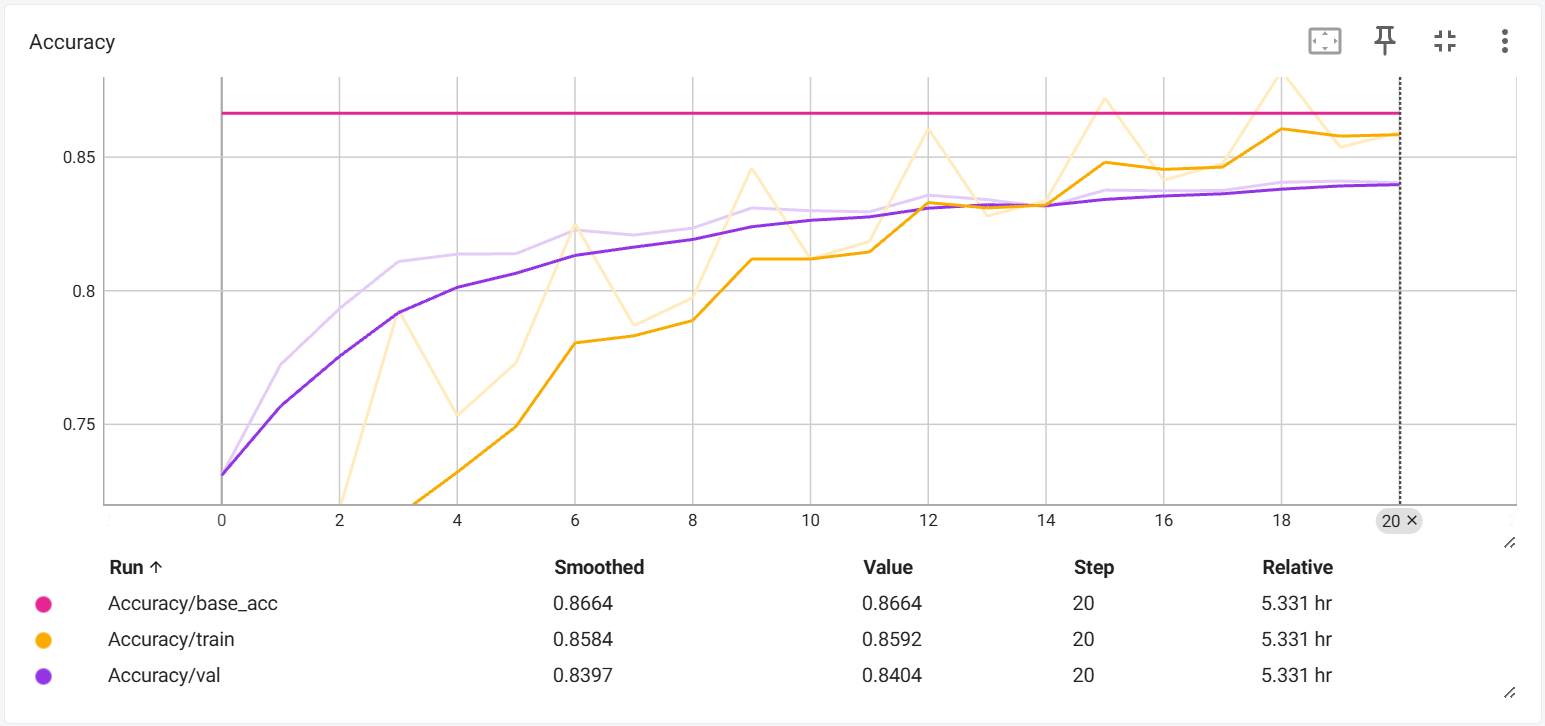 Accuracy
0.85
0.8
0.75
0 2 4 6 8 10 12 14 16 18 20 ×
Run ↑ Smoothed Value Step Relative
Accuracy/base_acc 0.8664 0.8664 20 5.331 hr
Accuracy/train 0.8584 0.8592 20 5.331 hr
Accuracy/val 0.8397 0.8404 20 5.331 hr